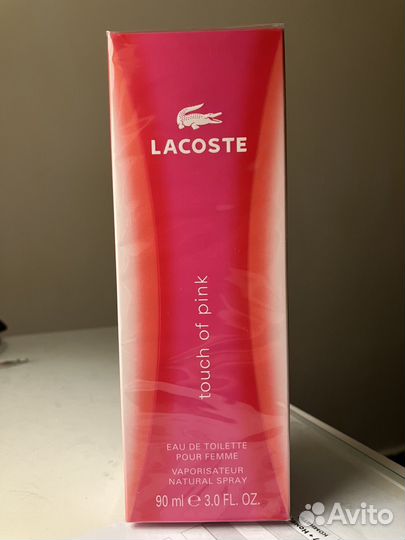 LACOSTE
touch of pink
EAU DE TOILETTE
POUR FEMME
VAPORISATEUR
NATURAL SPRAY
90 ml ℮ 3.0 FL. OZ.
Avito